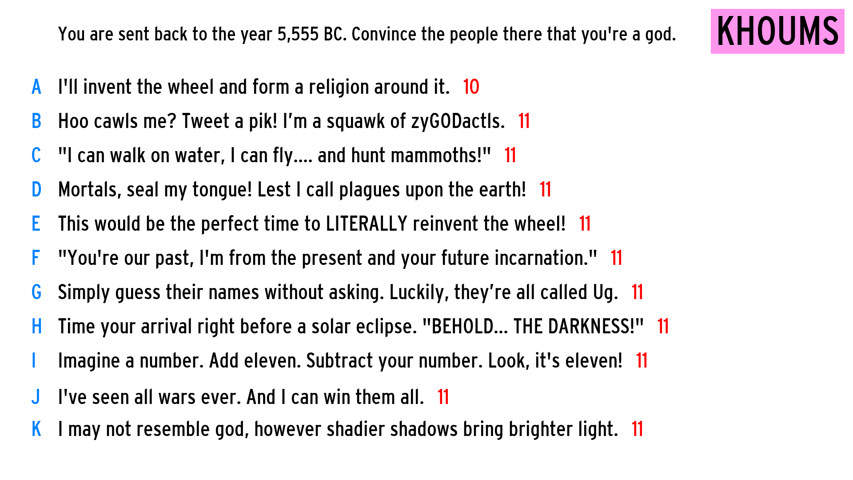 You are sent back to the year 5,555 BC. Convince the people there that you're a god.
KHOUMS
A I'll invent the wheel and form a religion around it. 10
B Hoo cawls me? Tweet a pik! I’m a squawk of zyGODactls. 11
C "I can walk on water, I can fly.... and hunt mammoths!" 11
D Mortals, seal my tongue! Lest I call plagues upon the earth! 11
E This would be the perfect time to LITERALLY reinvent the wheel! 11
F "You're our past, I'm from the present and your future incarnation." 11
G Simply guess their names without asking. Luckily, they’re all called Ug. 11
H Time your arrival right before a solar eclipse. "BEHOLD... THE DARKNESS!" 11
I Imagine a number. Add eleven. Subtract your number. Look, it's eleven! 11
J I've seen all wars ever. And I can win them all. 11
K I may not resemble god, however shadier shadows bring brighter light. 11